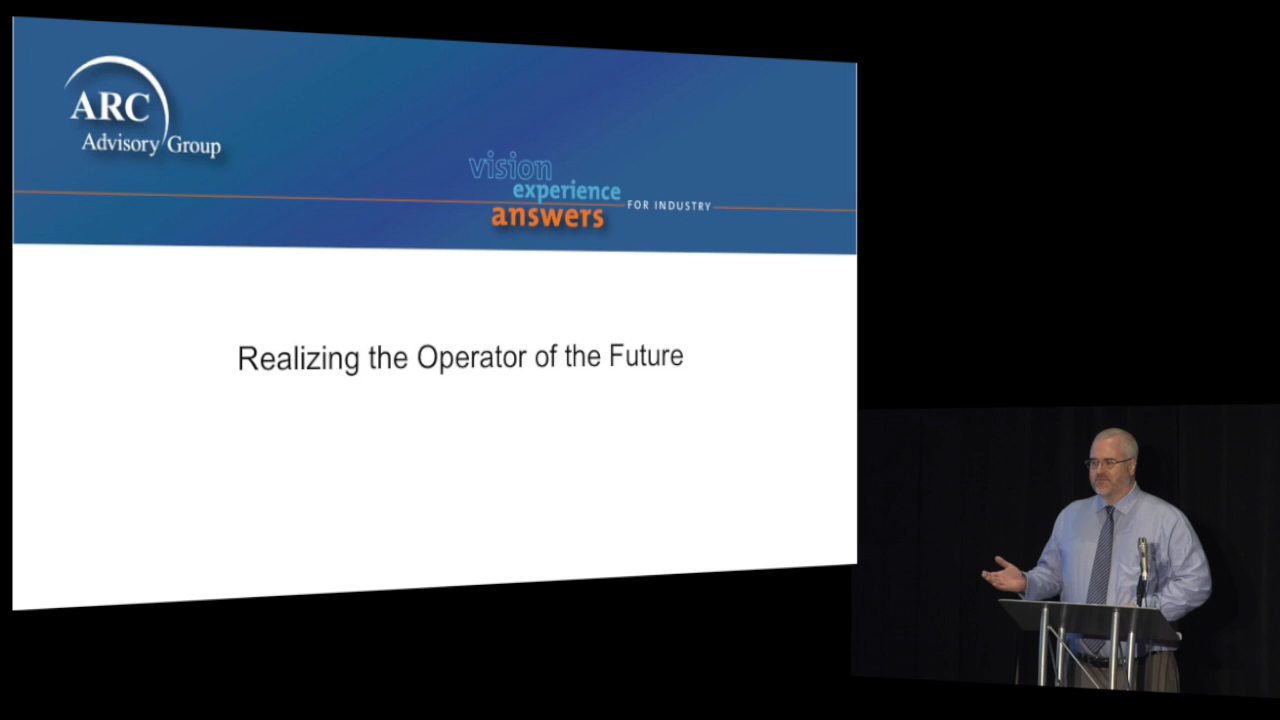 ARC
Advisory Group
vision
experience
answers
FOR INDUSTRY
Realizing the Operator of the Future